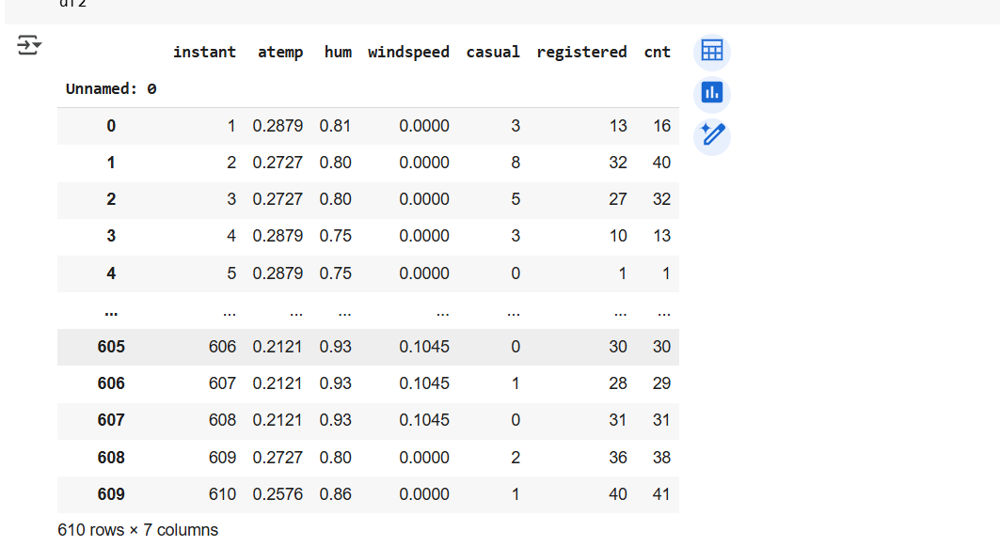 df2
instant atemp hum windspeed casual registered cnt
Unnamed: 0
0 1 0.2879 0.81 0.0000 3 13 16
1 2 0.2727 0.80 0.0000 8 32 40
2 3 0.2727 0.80 0.0000 5 27 32
3 4 0.2879 0.75 0.0000 3 10 13
4 5 0.2879 0.75 0.0000 0 1 1
... ... ... ... ... ... ... ...
605 606 0.2121 0.93 0.1045 0 30 30
606 607 0.2121 0.93 0.1045 1 28 29
607 608 0.2121 0.93 0.1045 0 31 31
608 609 0.2727 0.80 0.0000 2 36 38
609 610 0.2576 0.86 0.0000 1 40 41
610 rows × 7 columns